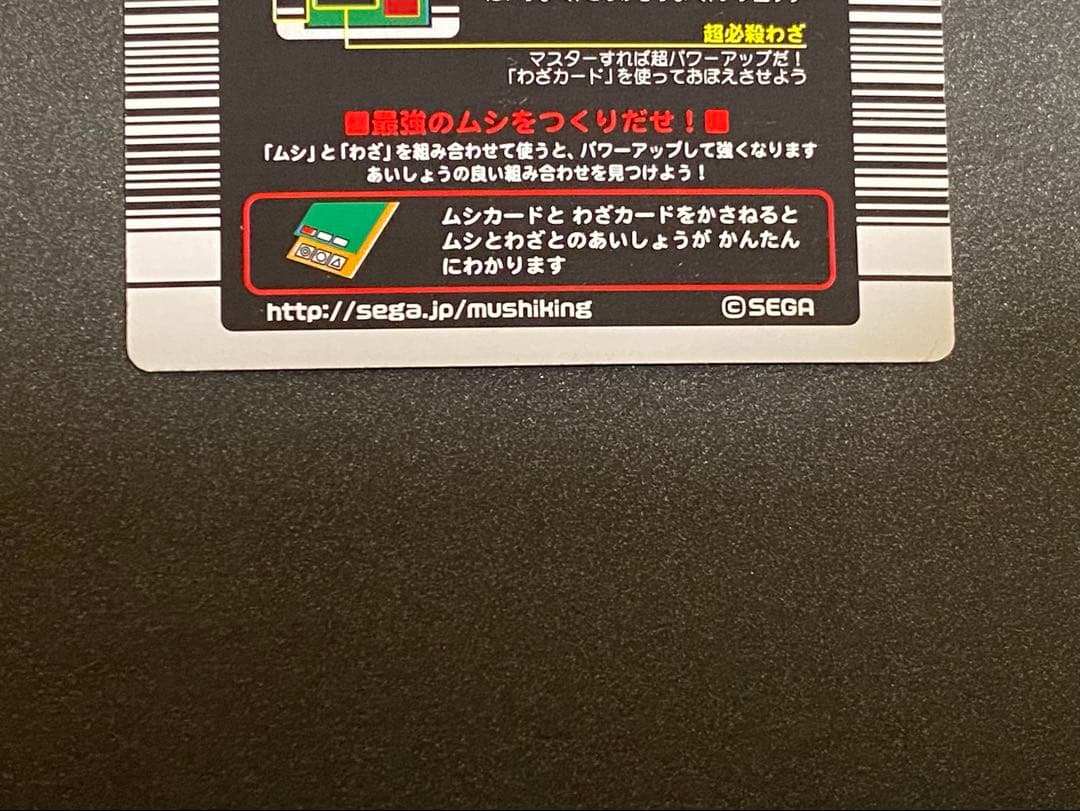 超必殺わざ
マスターすれば超パワーアップだ!
「わざカード」を使っておぼえさせよう
最強のムシをつくりだせ!
「ムシ」と「わざ」を組み合わせて使うと、パワーアップして強くなります
あいしょうの良い組み合わせを見つけよう!
ムシカードと わざカードをかさねると
ムシとわざとのあいしょうが かんたん
にわかります
http://sega.jp/mushiking
©SEGA